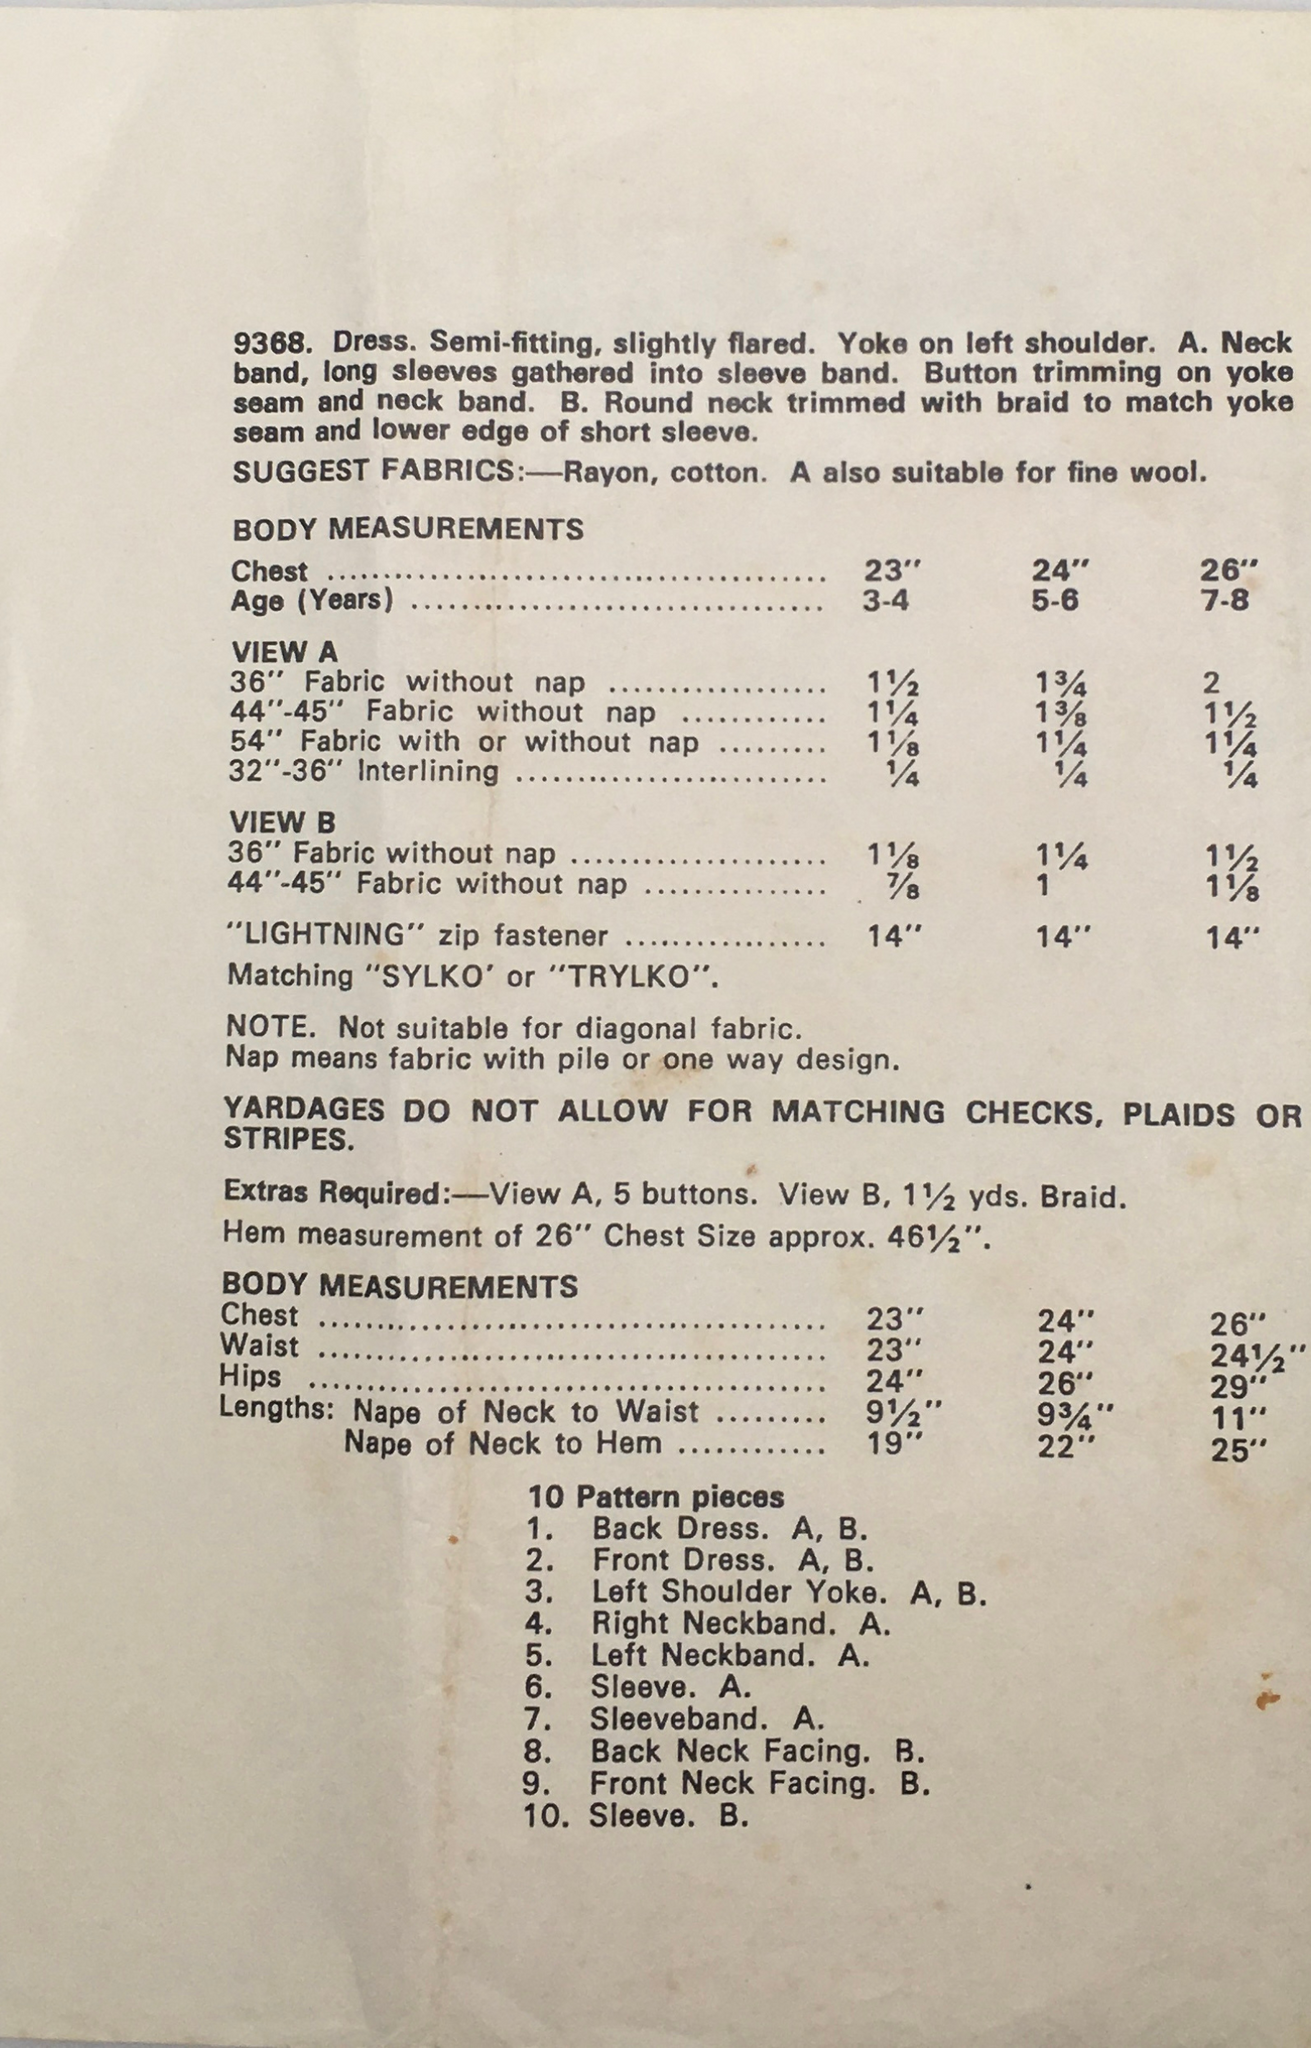 9368. Dress. Semi-fitting, slightly flared. Yoke on left shoulder. A. Neck
band, long sleeves gathered into sleeve band. Button trimming on yoke
seam and neck band. B. Round neck trimmed with braid to match yoke
seam and lower edge of short sleeve.
SUGGEST FABRICS:—Rayon, cotton. A also suitable for fine wool.
BODY MEASUREMENTS
Chest ............................................ 23″ 24″ 26″
Age (Years) .................................... 3-4 5-6 7-8
VIEW A
36″ Fabric without nap ................... 1½ 1¾ 2
44″-45″ Fabric without nap ............. 1¼ 1⅜ 1½
54″ Fabric with or without nap ......... 1⅛ 1¼ 1¼
32″-36″ Interlining ........................... ¼ ¼ ¼
VIEW B
36″ Fabric without nap ...................... 1⅛ 1¼ 1½
44″-45″ Fabric without nap ................ ⅞ 1 1⅛
″LIGHTNING″ zip fastener .................. 14″ 14″ 14″
Matching ″SYLKO′ or ″TRYLKO″.
NOTE. Not suitable for diagonal fabric.
Nap means fabric with pile or one way design.
YARDAGES DO NOT ALLOW FOR MATCHING CHECKS, PLAIDS OR
STRIPES.
Extras Required:—View A, 5 buttons. View B, 1½ yds. Braid.
Hem measurement of 26″ Chest Size approx. 46½″.
BODY MEASUREMENTS
Chest ............................................. 23″ 24″ 26″
Waist ............................................. 23″ 24″ 24½″
Hips .............................................. 24″ 26″ 29″
Lengths: Nape of Neck to Waist ......... 9½″ 9¾″ 11″
Nape of Neck to Hem ............. 19″ 22″ 25″
10 Pattern pieces
1. Back Dress. A, B.
2. Front Dress. A, B.
3. Left Shoulder Yoke. A, B.
4. Right Neckband. A.
5. Left Neckband. A.
6. Sleeve. A.
7. Sleeveband. A.
8. Back Neck Facing. B.
9. Front Neck Facing. B.
10. Sleeve. B.